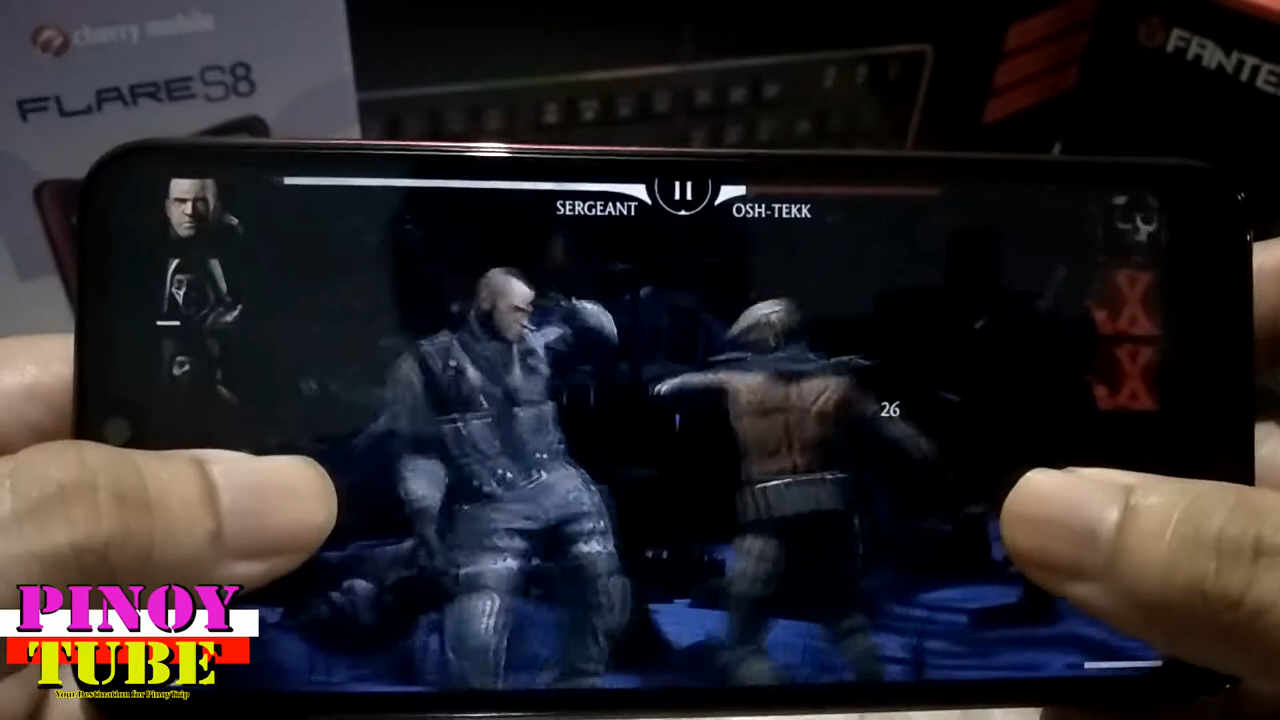 cherry mobile
FLARE S8
FANTE
SERGEANT
OSH-TEKK
26
PINOY
TUBE
Your Destination for PinoyTrip